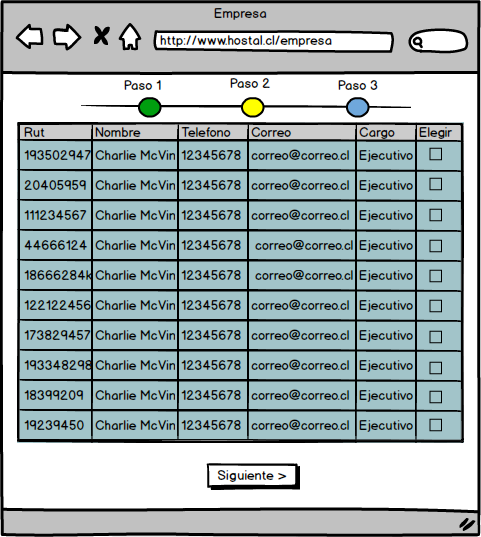 Empresa
http://www.hostal.cl/empresa
Paso 1 Paso 2 Paso 3
Rut Nombre Telefono Correo Cargo Elegir
193502947 Charlie McVin 12345678 correo@correo.cl Ejecutivo
20405959 Charlie McVin 12345678 correo@correo.cl Ejecutivo
111234567 Charlie McVin 12345678 correo@correo.cl Ejecutivo
44666124 Charlie McVin 12345678 correo@correo.cl Ejecutivo
18666284k Charlie McVin 12345678 correo@correo.cl Ejecutivo
122122456 Charlie McVin 12345678 correo@correo.cl Ejecutivo
173829457 Charlie McVin 12345678 correo@correo.cl Ejecutivo
193348298 Charlie McVin 12345678 correo@correo.cl Ejecutivo
18399209 Charlie McVin 12345678 correo@correo.cl Ejecutivo
19239450 Charlie McVin 12345678 correo@correo.cl Ejecutivo
Siguiente >